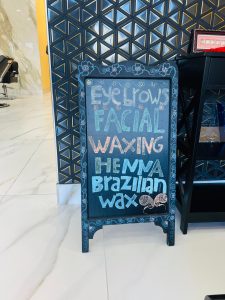 Eyebrows
FACIAL
WAXING
HENNA
Brazilian
wax